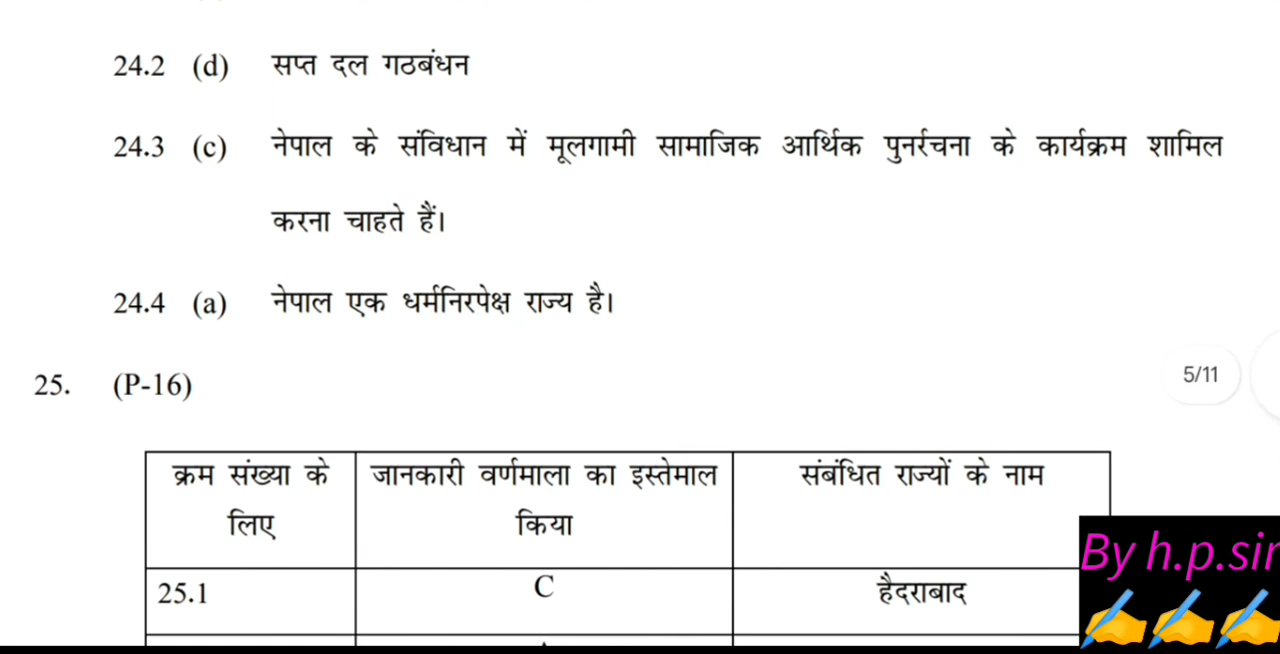 24.2 (d) सप्त दल गठबंधन
24.3 (c) नेपाल के संविधान में मूलगामी सामाजिक आर्थिक पुनर्रचना के कार्यक्रम शामिल
करना चाहते हैं।
24.4 (a) नेपाल एक धर्मनिरपेक्ष राज्य है।
25. (P-16)
5/11
क्रम संख्या के जानकारी वर्णमाला का इस्तेमाल संबंधित राज्यों के नाम
लिए किया
By h.p.sir
25.1 C हैदराबाद